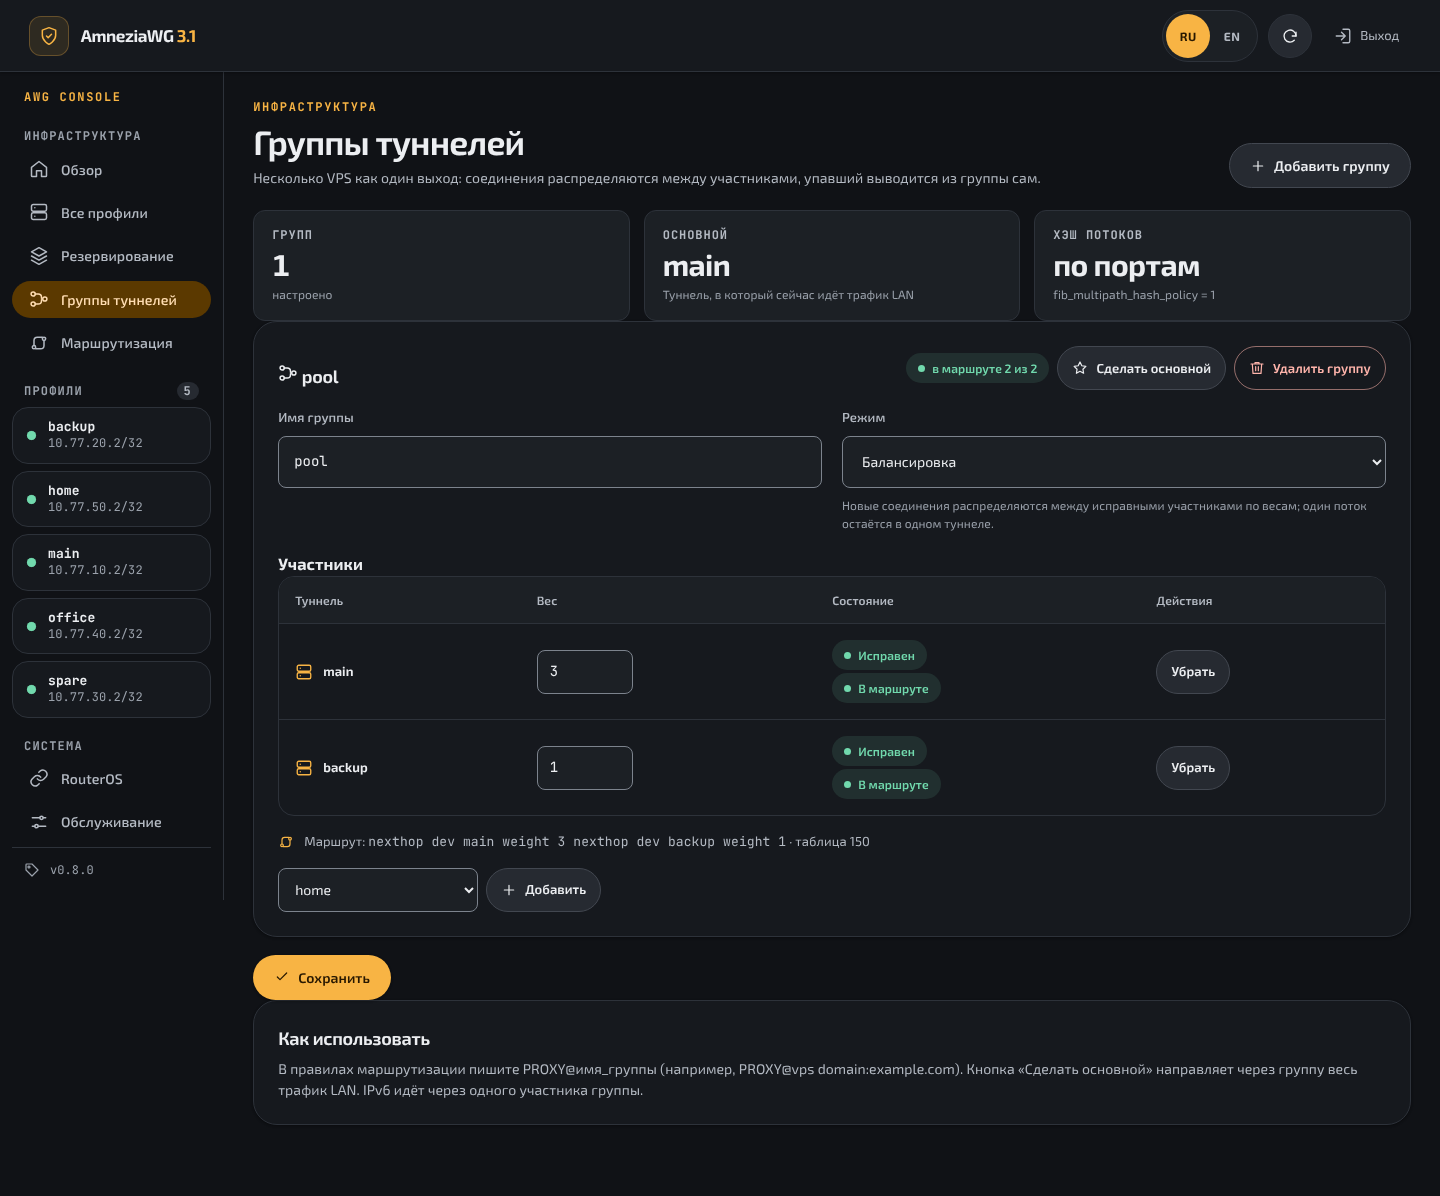 AmneziaWG 3.1
RU
EN
Выход
AWG CONSOLE
ИНФРАСТРУКТУРА
Обзор
Все профили
Резервирование
Группы туннелей
Маршрутизация
ПРОФИЛИ
5
backup
10.77.20.2/32
home
10.77.50.2/32
main
10.77.10.2/32
office
10.77.40.2/32
spare
10.77.30.2/32
СИСТЕМА
RouterOS
Обслуживание
v0.8.0
ИНФРАСТРУКТУРА
Группы туннелей
Несколько VPS как один выход: соединения распределяются между участниками, упавший выводится из группы сам.
Добавить группу
ГРУПП
1
настроено
ОСНОВНОЙ
main
Туннель, в который сейчас идёт трафик LAN
ХЭШ ПОТОКОВ
по портам
fib_multipath_hash_policy = 1
pool
в маршруте 2 из 2
Сделать основной
Удалить группу
Имя группы
pool
Режим
Балансировка
Новые соединения распределяются между исправными участниками по весам; один поток
остаётся в одном туннеле.
Участники
Туннель
Вес
Состояние
Действия
main
3
Исправен
В маршруте
Убрать
backup
1
Исправен
В маршруте
Убрать
Маршрут: nexthop dev main weight 3 nexthop dev backup weight 1 · таблица 150
home
Добавить
Сохранить
Как использовать
В правилах маршрутизации пишите PROXY@имя_группы (например, PROXY@vps domain:example.com). Кнопка «Сделать основной» направляет через группу весь
трафик LAN. IPv6 идёт через одного участника группы.